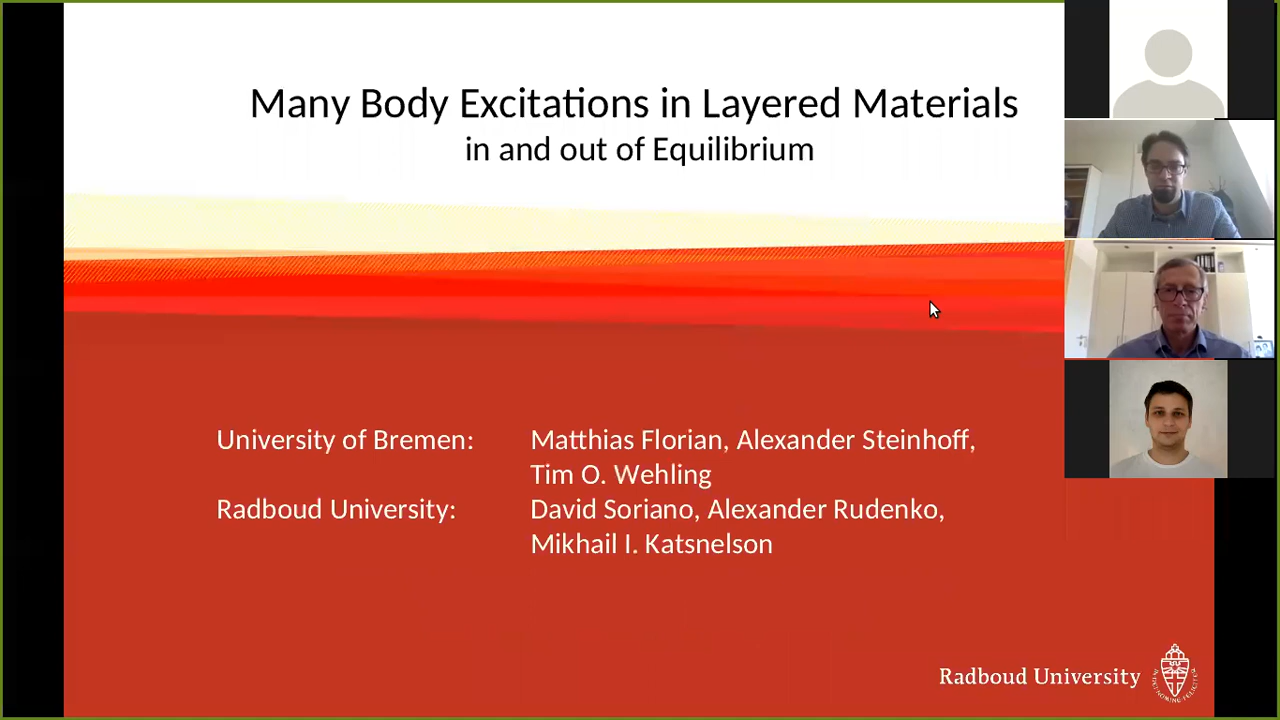 Many Body Excitations in Layered Materials
in and out of Equilibrium
University of Bremen: Matthias Florian, Alexander Steinhoff,
Tim O. Wehling
Radboud University: David Soriano, Alexander Rudenko,
Mikhail I. Katsnelson
Radboud University